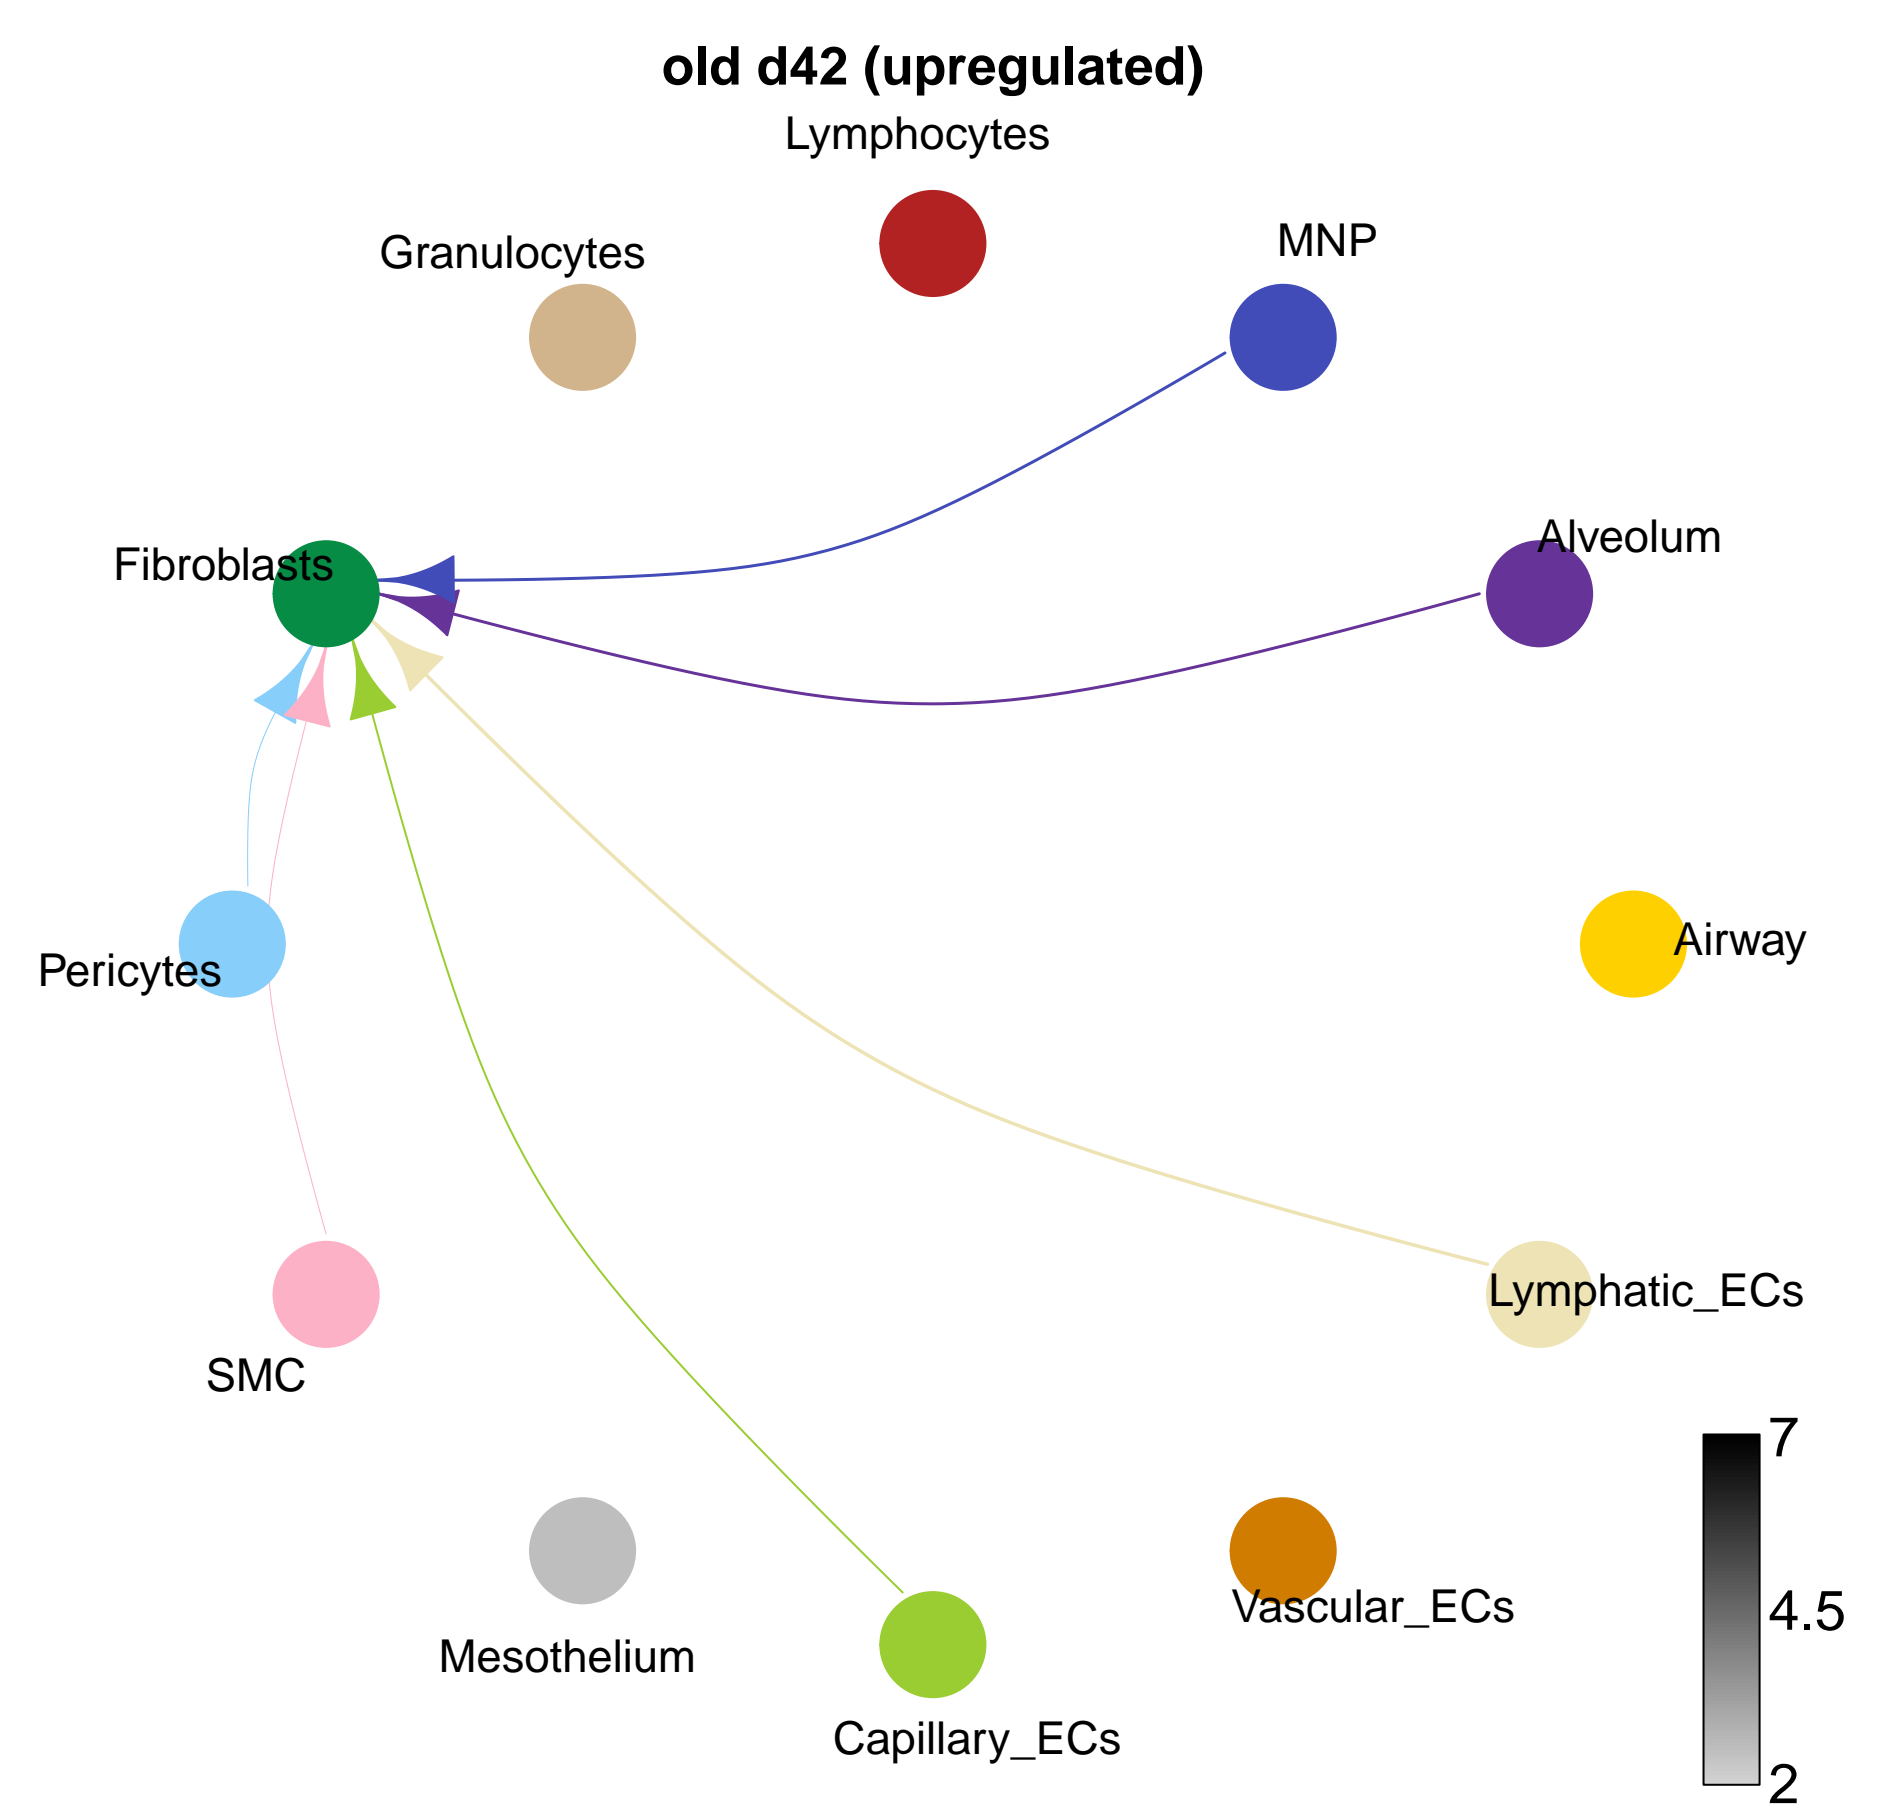 old d42 (upregulated)
Lymphocytes
MNP
Granulocytes
Alveolum
Fibroblasts
Airway
Pericytes
Lymphatic_ECs
SMC
7
Vascular_ECs
4.5
Mesothelium
Capillary_ECs
2